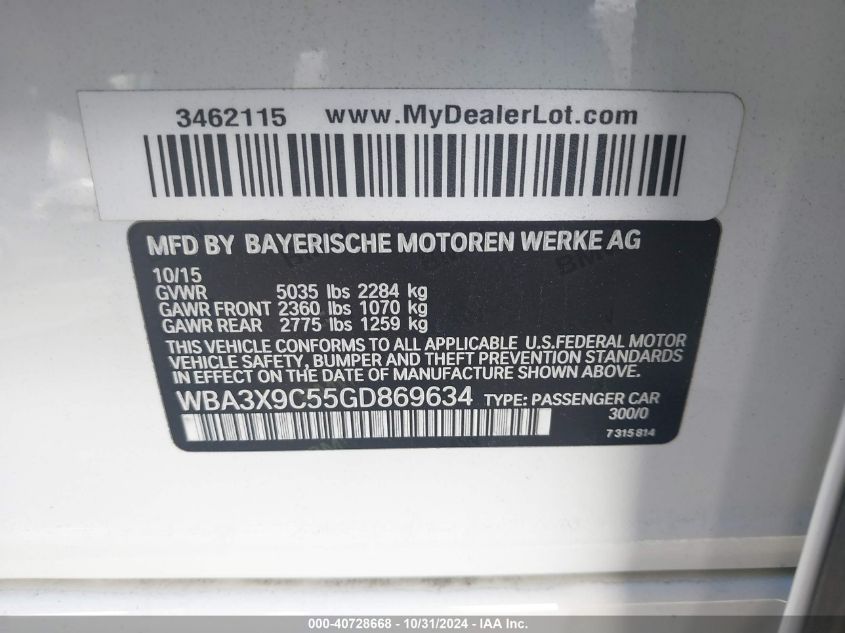 3462115 www.MyDealerLot.com
MFD BY BAYERISCHE MOTOREN WERKE AG
10/15
GVWR 5035 lbs 2284 kg
GAWR FRONT 2360 lbs 1070 kg
GAWR REAR 2775 lbs 1259 kg
THIS VEHICLE CONFORMS TO ALL APPLICABLE U.S.FEDERAL MOTOR
VEHICLE SAFETY, BUMPER AND THEFT PREVENTION STANDARDS
IN EFFECT ON THE DATE OF MANUFACTURE SHOWN ABOVE.
WBA3X9C55GD869634 TYPE: PASSENGER CAR
300/0
7315814
000-40728668 - 10/31/2024 - IAA Inc.